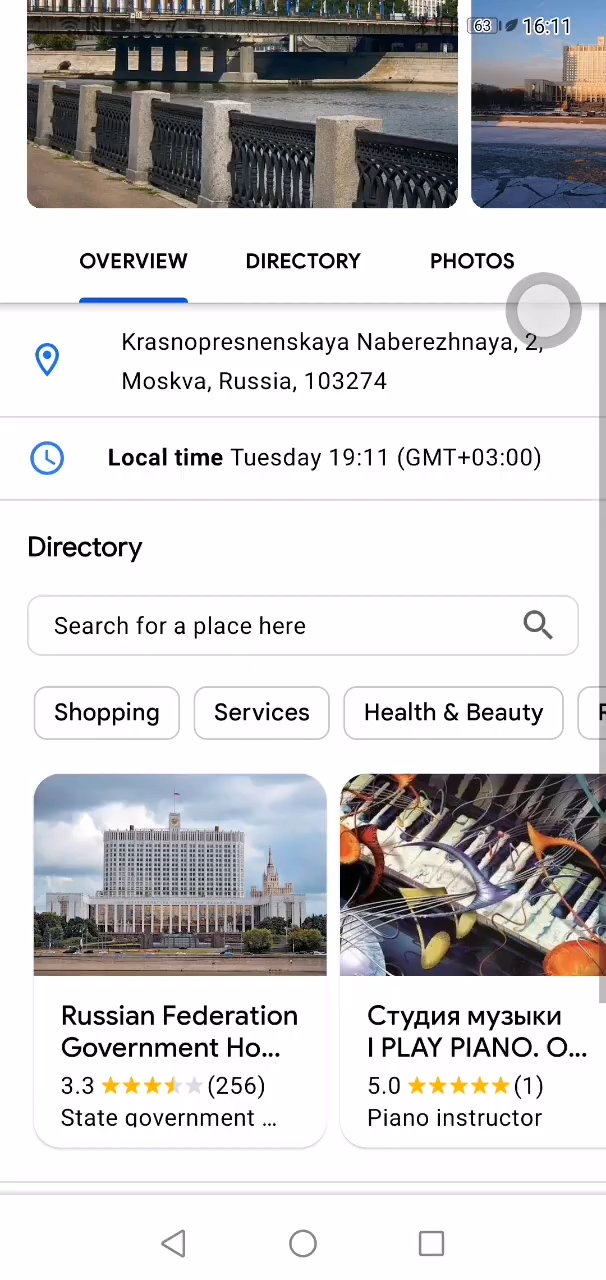 63 16:11
OVERVIEW DIRECTORY PHOTOS
Krasnopresnenskaya Naberezhnaya, 2,
Moskva, Russia, 103274
Local time Tuesday 19:11 (GMT+03:00)
Directory
Search for a place here
Shopping Services Health & Beauty
Russian Federation
Government Ho...
3.3 (256)
State government ...
Студия музыки
I PLAY PIANO. O...
5.0 (1)
Piano instructor